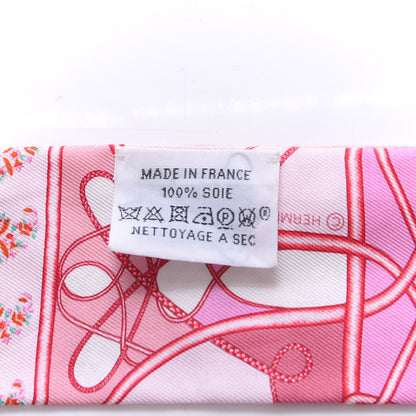 MADE IN FRANCE
100% SOIE
NETTOYAGE A SEC
© HERM